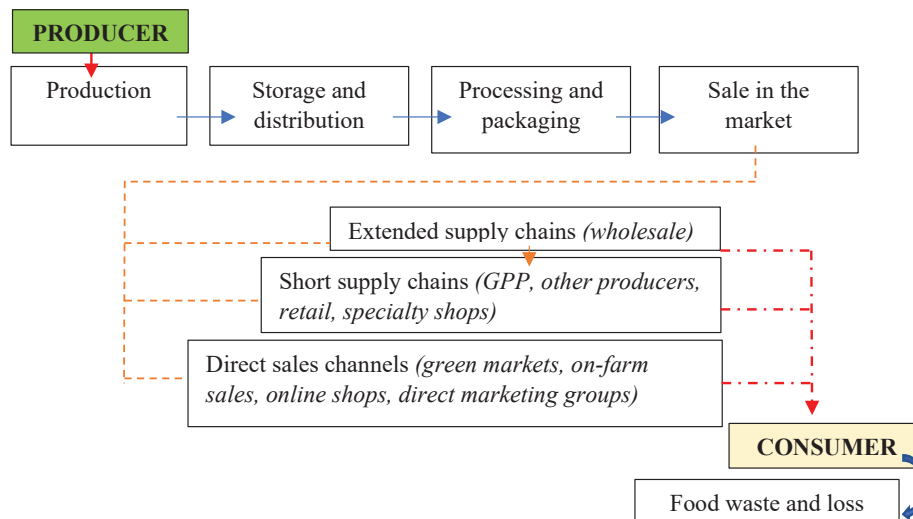 PRODUCER
Production
Storage and
distribution
Processing and
packaging
Sale in the
market
Extended supply chains (wholesale)
Short supply chains (GPP, other producers,
retail, specialty shops)
Direct sales channels (green markets, on-farm
sales, online shops, direct marketing groups)
CONSUMER
Food waste and loss